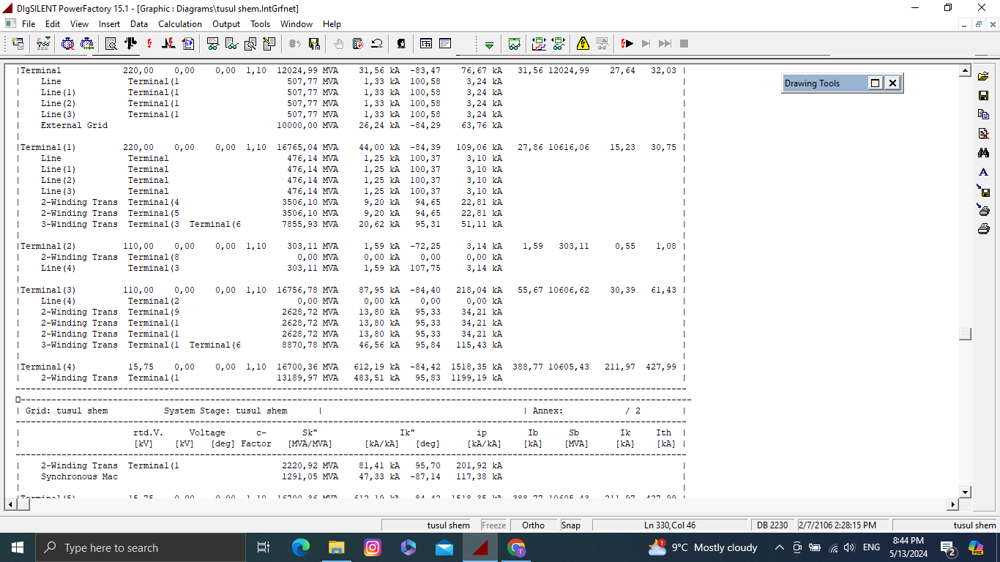 DIgSILENT PowerFactory 15.1 - [Graphic : Diagrams\tusul shem.IntGrfnet]
File Edit View Insert Data Calculation Output Tools Window Help
Drawing Tools
|Terminal 220,00 0,00 0,00 1,10 12024,99 MVA 31,56 kA -83,47 76,67 kA 31,56 12024,99 27,64 32,03 |
| Line Terminal(1 507,77 MVA 1,33 kA 100,58 3,24 kA |
| Line(1) Terminal(1 507,77 MVA 1,33 kA 100,58 3,24 kA |
| Line(2) Terminal(1 507,77 MVA 1,33 kA 100,58 3,24 kA |
| Line(3) Terminal(1 507,77 MVA 1,33 kA 100,58 3,24 kA |
| External Grid 10000,00 MVA 26,24 kA -84,29 63,76 kA |
| |
|Terminal(1) 220,00 0,00 0,00 1,10 16765,04 MVA 44,00 kA -84,39 109,06 kA 27,86 10616,06 15,23 30,75 |
| Line Terminal 476,14 MVA 1,25 kA 100,37 3,10 kA |
| Line(1) Terminal 476,14 MVA 1,25 kA 100,37 3,10 kA |
| Line(2) Terminal 476,14 MVA 1,25 kA 100,37 3,10 kA |
| Line(3) Terminal 476,14 MVA 1,25 kA 100,37 3,10 kA |
| 2-Winding Trans Terminal(4 3506,10 MVA 9,20 kA 94,65 22,81 kA |
| 2-Winding Trans Terminal(5 3506,10 MVA 9,20 kA 94,65 22,81 kA |
| 3-Winding Trans Terminal(3 Terminal(6 7855,93 MVA 20,62 kA 95,31 51,11 kA |
| |
|Terminal(2) 110,00 0,00 0,00 1,10 303,11 MVA 1,59 kA -72,25 3,14 kA 1,59 303,11 0,55 1,08 |
| 2-Winding Trans Terminal(8 0,00 MVA 0,00 kA 0,00 0,00 kA |
| Line(4) Terminal(3 303,11 MVA 1,59 kA 107,75 3,14 kA |
| |
|Terminal(3) 110,00 0,00 0,00 1,10 16756,78 MVA 87,95 kA -84,40 218,04 kA 55,67 10606,62 30,39 61,43 |
| Line(4) Terminal(2 0,00 MVA 0,00 kA 0,00 0,00 kA |
| 2-Winding Trans Terminal(9 2628,72 MVA 13,80 kA 95,33 34,21 kA |
| 2-Winding Trans Terminal(1 2628,72 MVA 13,80 kA 95,33 34,21 kA |
| 2-Winding Trans Terminal(1 2628,72 MVA 13,80 kA 95,33 34,21 kA |
| 3-Winding Trans Terminal(1 Terminal(6 8870,78 MVA 46,56 kA 95,84 115,43 kA |
| |
|Terminal(4) 15,75 0,00 0,00 1,10 16700,36 MVA 612,19 kA -84,42 1518,35 kA 388,77 10605,43 211,97 427,99 |
| 2-Winding Trans Terminal(1 13189,97 MVA 483,51 kA 95,83 1199,19 kA |
| Grid: tusul shem System Stage: tusul shem | | Annex: / 2 |
| rtd.V. Voltage c- Sk" Ik" ip Ib Sb Ik Ith |
| [kV] [kV] [deg] Factor [MVA/MVA] [kA/kA] [deg] [kA/kA] [kA] [MVA] [kA] [kA] |
| 2-Winding Trans Terminal(1 2220,92 MVA 81,41 kA 95,70 201,92 kA |
| Synchronous Mac 1291,05 MVA 47,33 kA -87,14 117,38 kA |
| |
|Terminal(5) 15,75 0,00 0,00 1,10 16700,36 MVA 612,19 kA -84,42 1518,35 kA 388,77 10605,43 211,97 427,99 |
tusul shem Freeze Ortho Snap Ln 330,Col 46 DB 2230 2/7/2106 2:28:15 PM tusul shem
Type here to search 9°C Mostly cloudy ENG 8:44 PM
5/13/2024